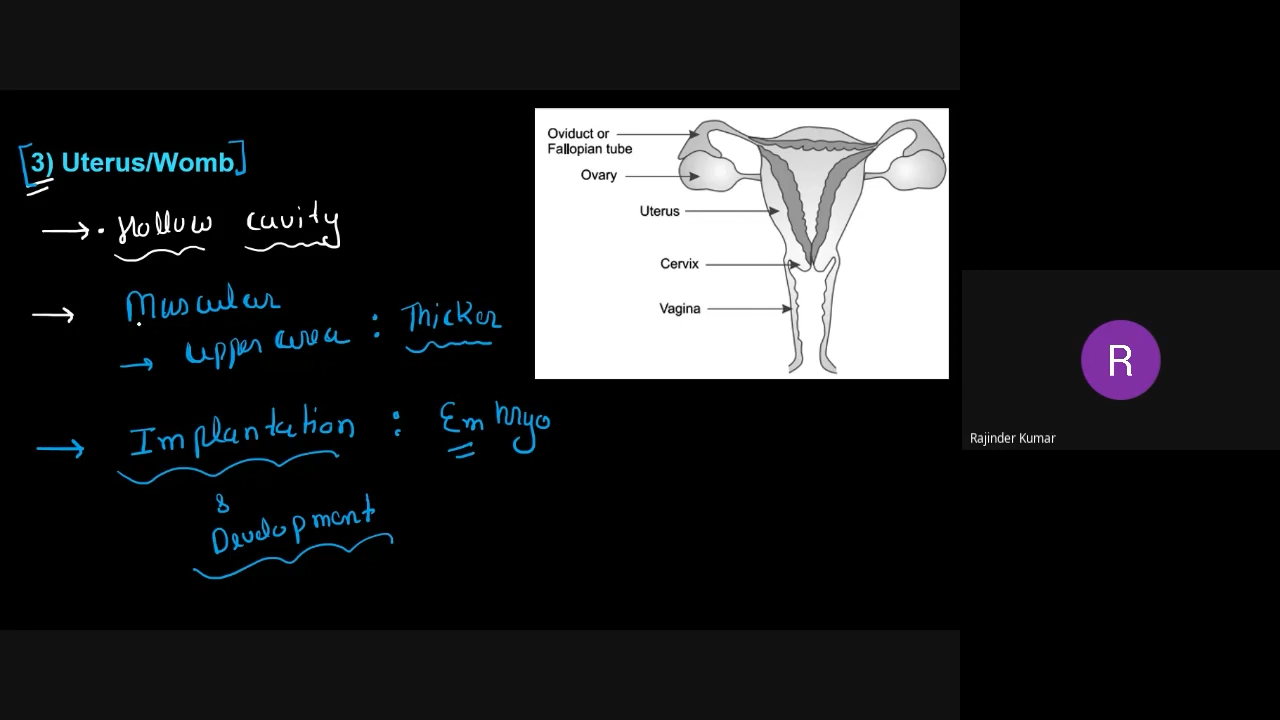 3) Uterus/Womb
→ • Hollow cavity
→ Muscular
→ Upper area : Thicker
→ Implantation : Embryo
&
Development
Oviduct or
Fallopian tube
Ovary
Uterus
Cervix
Vagina
R
Rajinder Kumar